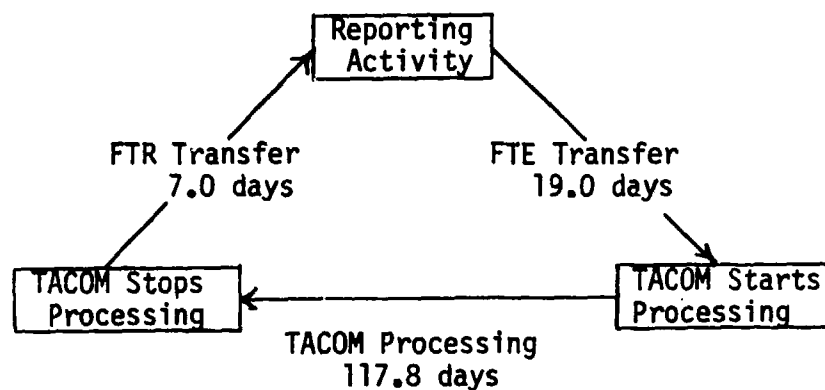 Reporting
Activity
FTR Transfer
7.0 days
FTE Transfer
19.0 days
TACOM Stops
Processing
TACOM Starts
Processing
TACOM Processing
117.8 days